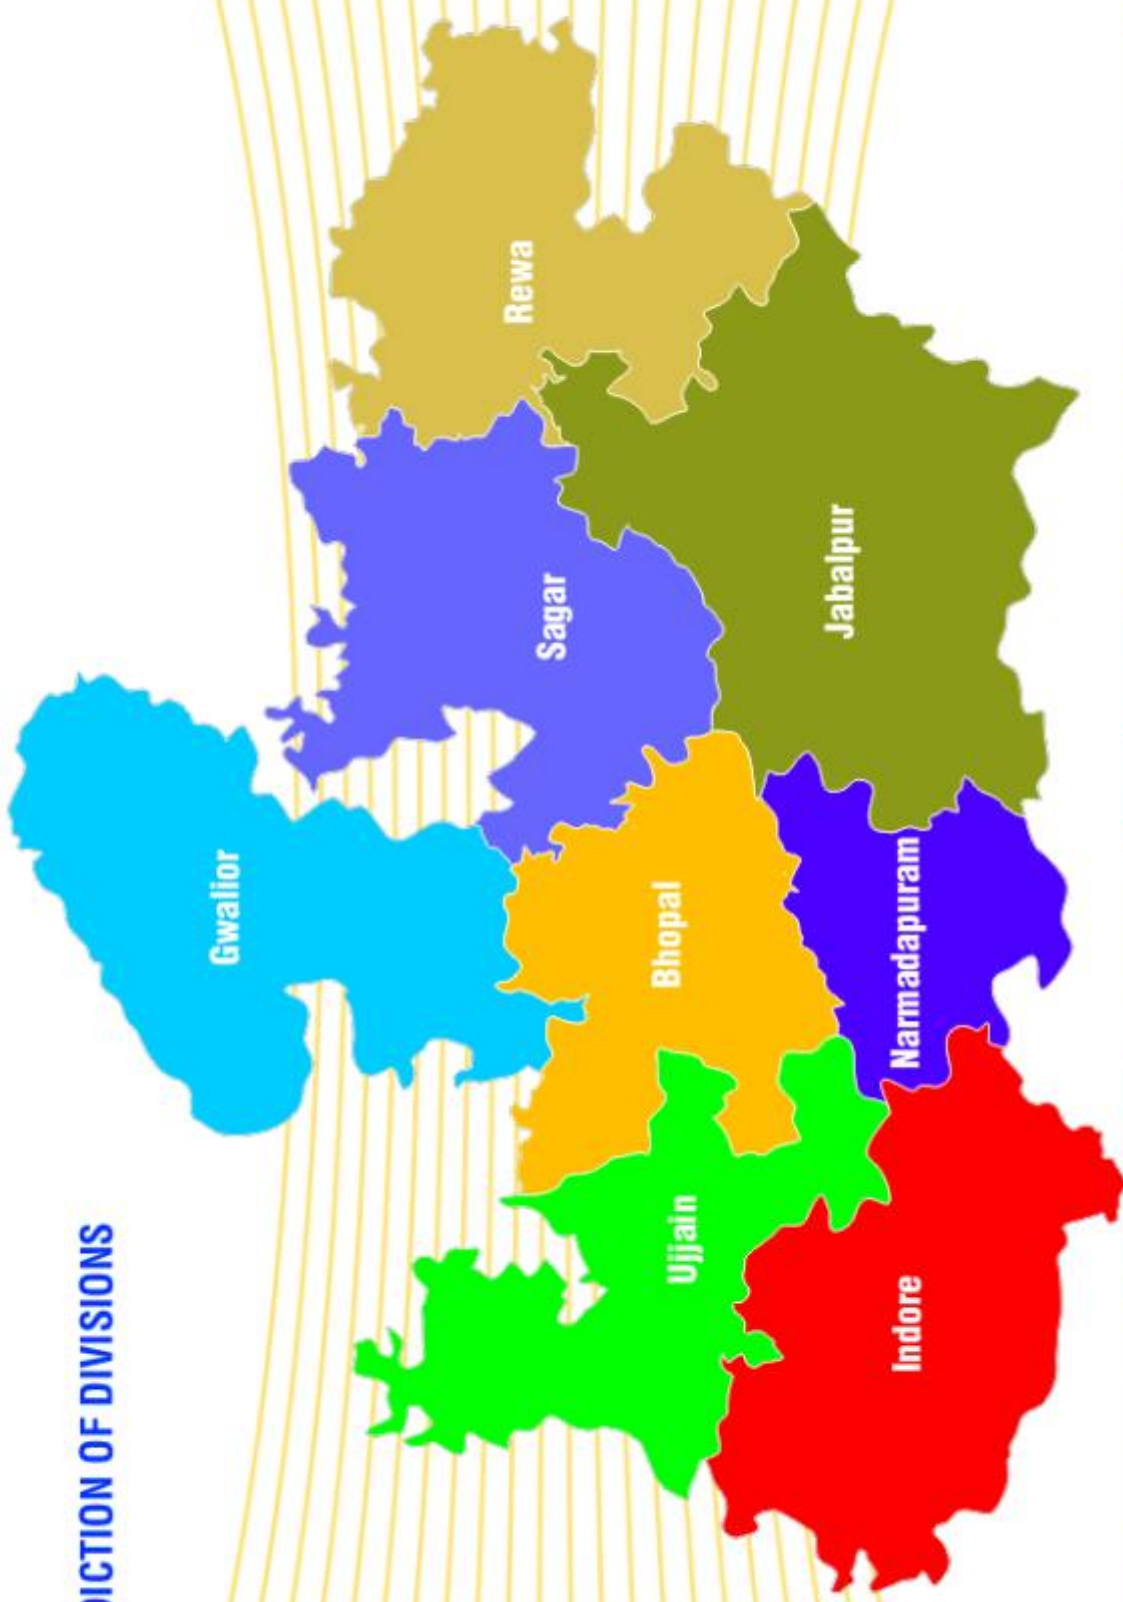 DICTION OF DIVISIONS
Gwalior
Rewa
Sagar
Bhopal
Ujjain
Jabalpur
Narmadapuram
Indore